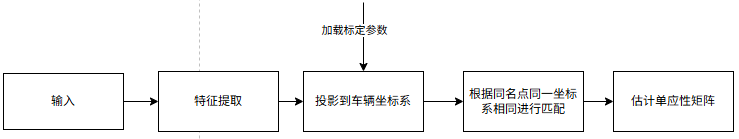 加载标定参数
输入
特征提取
投影到车辆坐标系
根据同名点同一坐标
系相同进行匹配
估计单应性矩阵